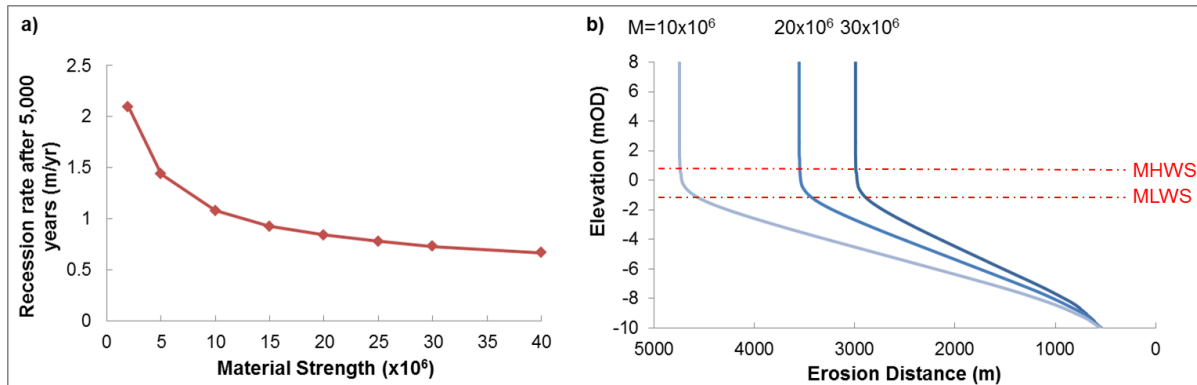 a)
Recession rate after 5,000
years (m/yr)
2.5
2
1.5
1
0.5
0
0 5 10 15 20 25 30 35 40
Material Strength (x10⁶)
b)
M=10x10⁶ 20x10⁶ 30x10⁶
Elevation (mOD)
8
6
4
2
0
-2
-4
-6
-8
-10
MHWS
MLWS
5000 4000 3000 2000 1000 0
Erosion Distance (m)